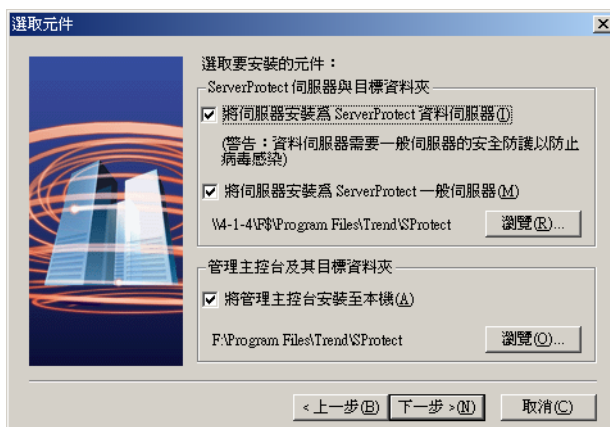 選取元件
選取要安裝的元件：
ServerProtect 伺服器與目標資料夾
將伺服器安裝為 ServerProtect 資料伺服器(I)
(警告：資料伺服器需要一般伺服器的安全防護以防止
病毒感染)
將伺服器安裝為 ServerProtect 一般伺服器(M)
\\4-1-4\F$\Program Files\Trend\SProtect
瀏覽(R)...
管理主控台及其目標資料夾
將管理主控台安裝至本機(A)
F:\Program Files\Trend\SProtect
瀏覽(O)...
<上一步(B)
下一步 >(N)
取消(C)